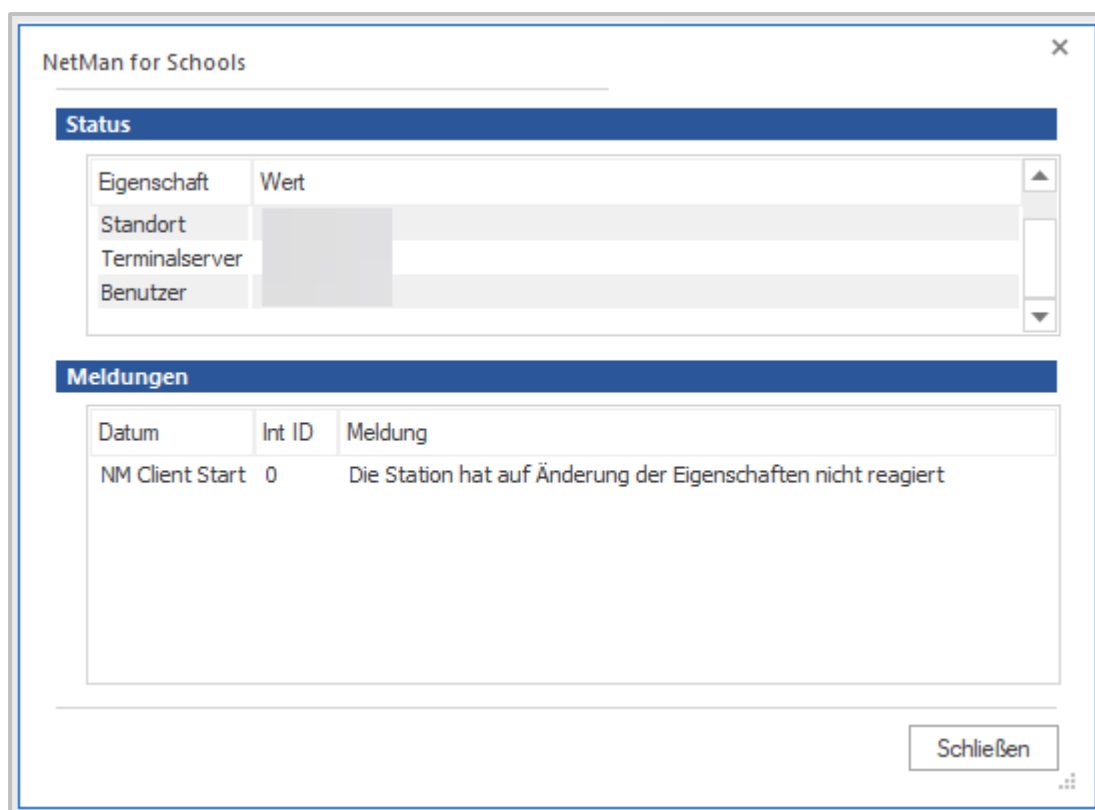 NetMan for Schools
Status
Eigenschaft Wert
Standort
Terminalserver
Benutzer
Meldungen
Datum Int ID Meldung
NM Client Start 0 Die Station hat auf Änderung der Eigenschaften nicht reagiert
Schließen